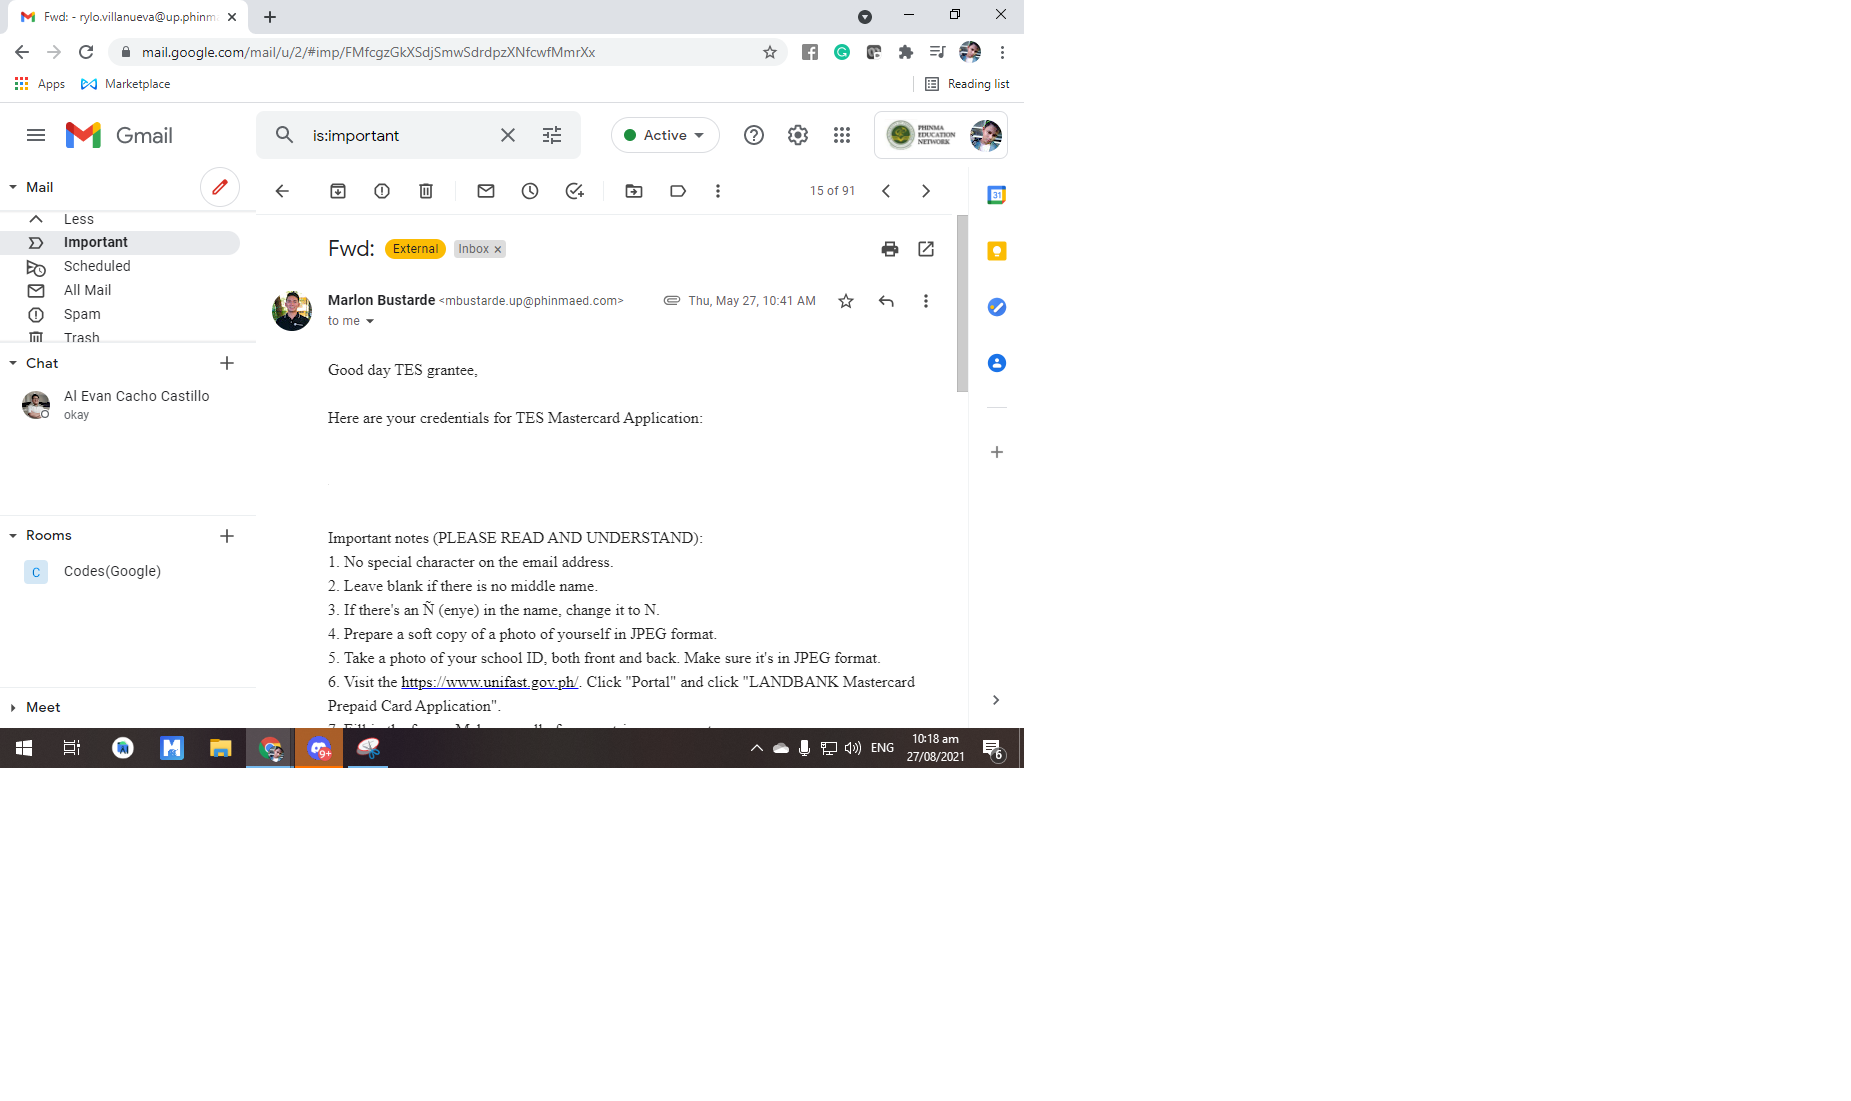 Fwd: - rylo.villanueva@up.phinm
mail.google.com/mail/u/2/#imp/FMfcgzGkXSdjSmwSdrdpzXNfcwfMmrXx
Apps
Marketplace
Reading list
Gmail
is:important
Active
PHINMA
EDUCATION
NETWORK
Mail
15 of 91
31
Less
Important
Scheduled
All Mail
Spam
Trash
Fwd:
External
Inbox x
Marlon Bustarde <mbustarde.up@phinmaed.com>
Thu, May 27, 10:41 AM
to me
Chat
Al Evan Cacho Castillo
okay
Good day TES grantee,
Here are your credentials for TES Mastercard Application:
Rooms
C
Codes(Google)
Important notes (PLEASE READ AND UNDERSTAND):
1. No special character on the email address.
2. Leave blank if there is no middle name.
3. If there's an Ñ (enye) in the name, change it to N.
4. Prepare a soft copy of a photo of yourself in JPEG format.
5. Take a photo of your school ID, both front and back. Make sure it's in JPEG format.
6. Visit the https://www.unifast.gov.ph/. Click "Portal" and click "LANDBANK Mastercard
Prepaid Card Application".
Meet
9+
ENG
10:18 am
27/08/2021
6